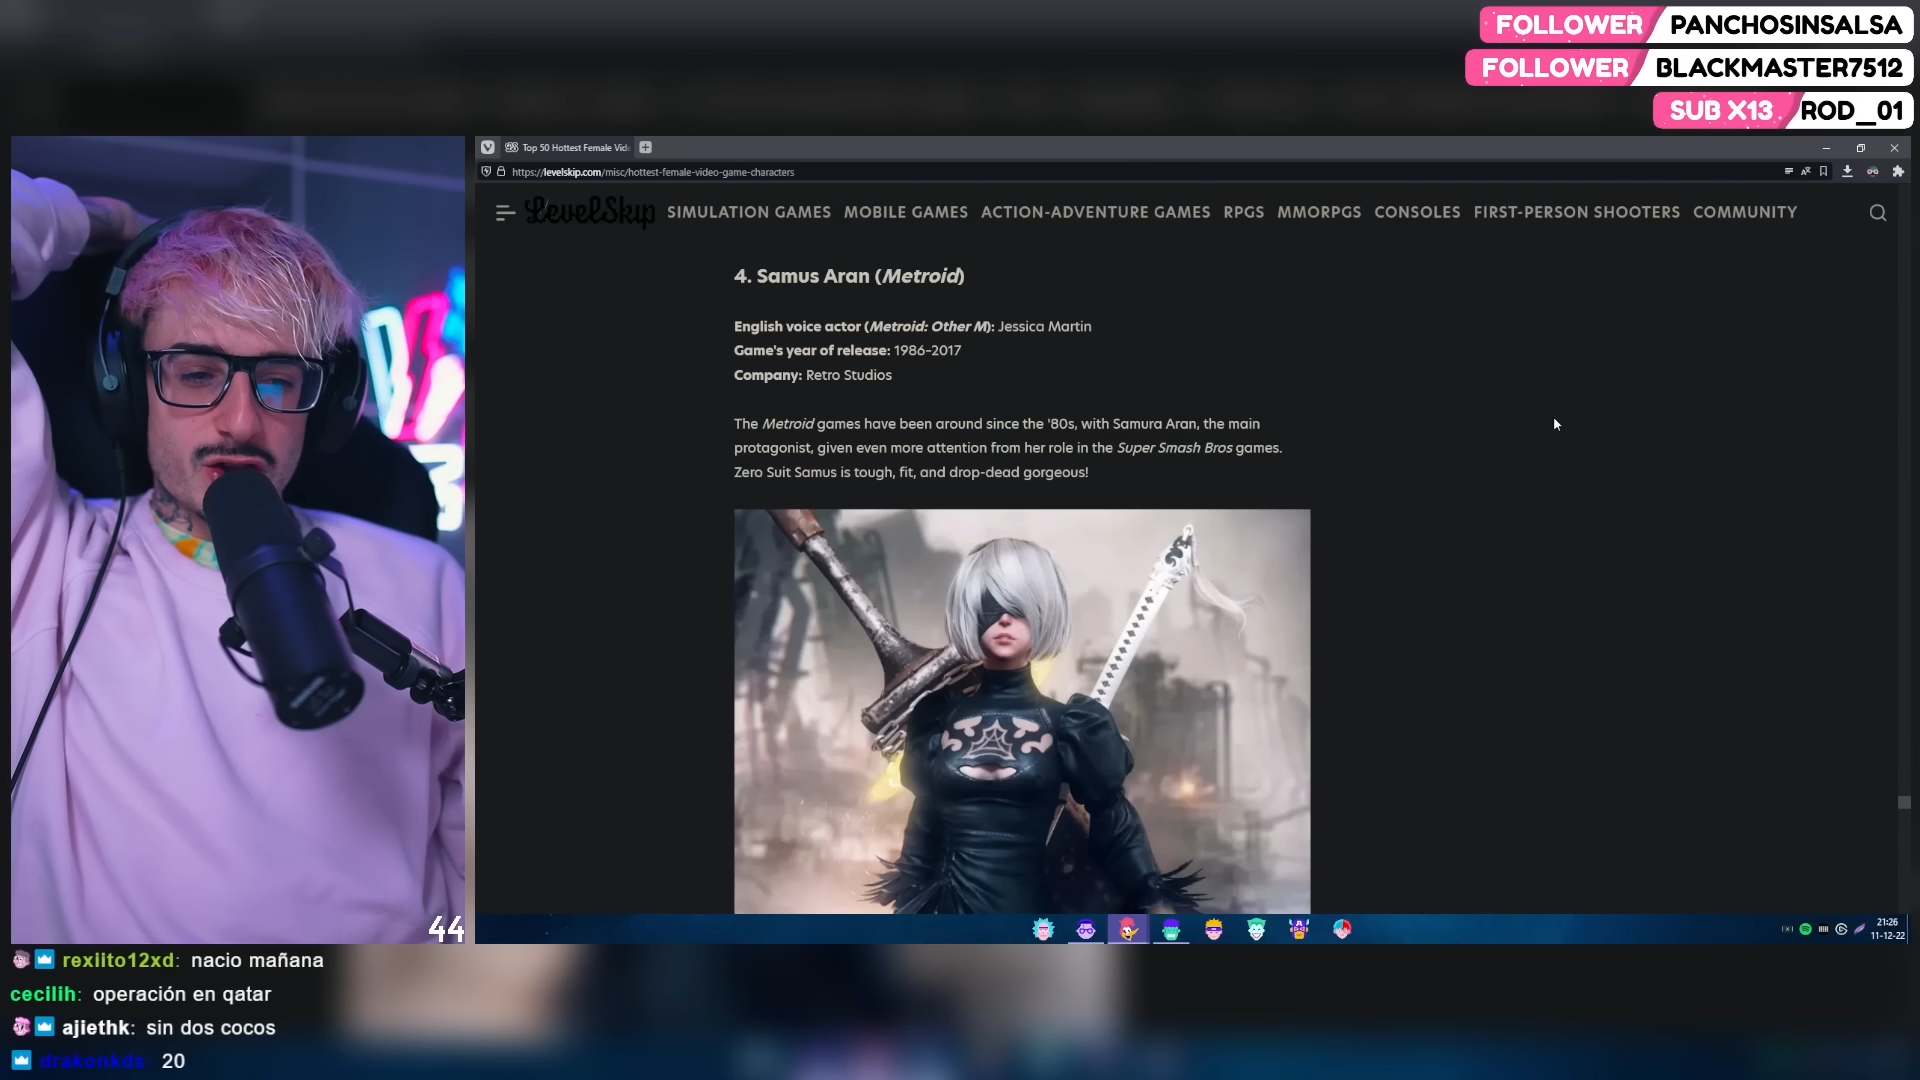 FOLLOWER PANCHOSINSALSA
FOLLOWER BLACKMASTER7512
SUB X13 ROD_01
Top 50 Hottest Female Vid
https://levelskip.com/misc/hottest-female-video-game-characters
LevelSkip SIMULATION GAMES MOBILE GAMES ACTION-ADVENTURE GAMES RPGS MMORPGS CONSOLES FIRST-PERSON SHOOTERS COMMUNITY
4. Samus Aran (Metroid)
English voice actor (Metroid: Other M): Jessica Martin
Game's year of release: 1986–2017
Company: Retro Studios
The Metroid games have been around since the '80s, with Samura Aran, the main
protagonist, given even more attention from her role in the Super Smash Bros games.
Zero Suit Samus is tough, fit, and drop-dead gorgeous!
44
21:26
11-12-22
rexiito12xd: nacio mañana
cecilih: operación en qatar
ajiethk: sin dos cocos
drakonkds: 20